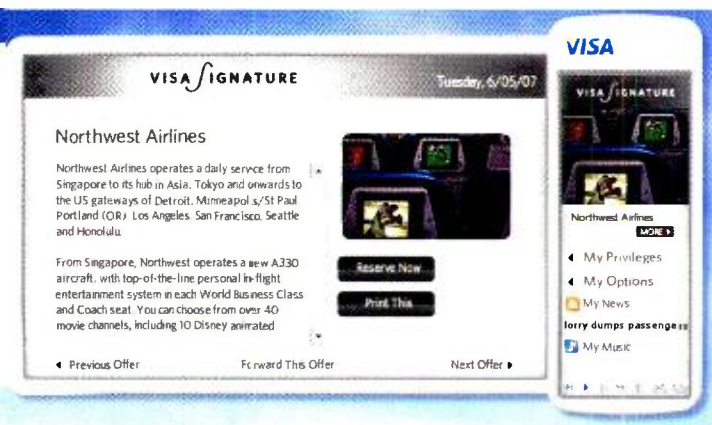 VISA SIGNATURE
Tuesday, 6/05/07
Northwest Airlines
Northwest Airlines operates a daily service from
Singapore to its hub in Asia. Tokyo and onwards to
the US gateways of Detroit. Minneapolis/St Paul
Portland (OR) Los Angeles. San Francisco. Seattle
and Honolulu
From Singapore, Northwest operates a new A330
aircraft, with top-of-the-line personal in-flight
entertainment system in each World Business Class
and Coach seat. You can choose from over 40
movie channels, including 10 Disney animated
Reserve Now
Print This
Previous Offer
Forward This Offer
Next Offer
VISA
VISA SIGNATURE
Northwest Airlines
MORE
My Privileges
My Options
My News
lorry dumps passenge
My Music